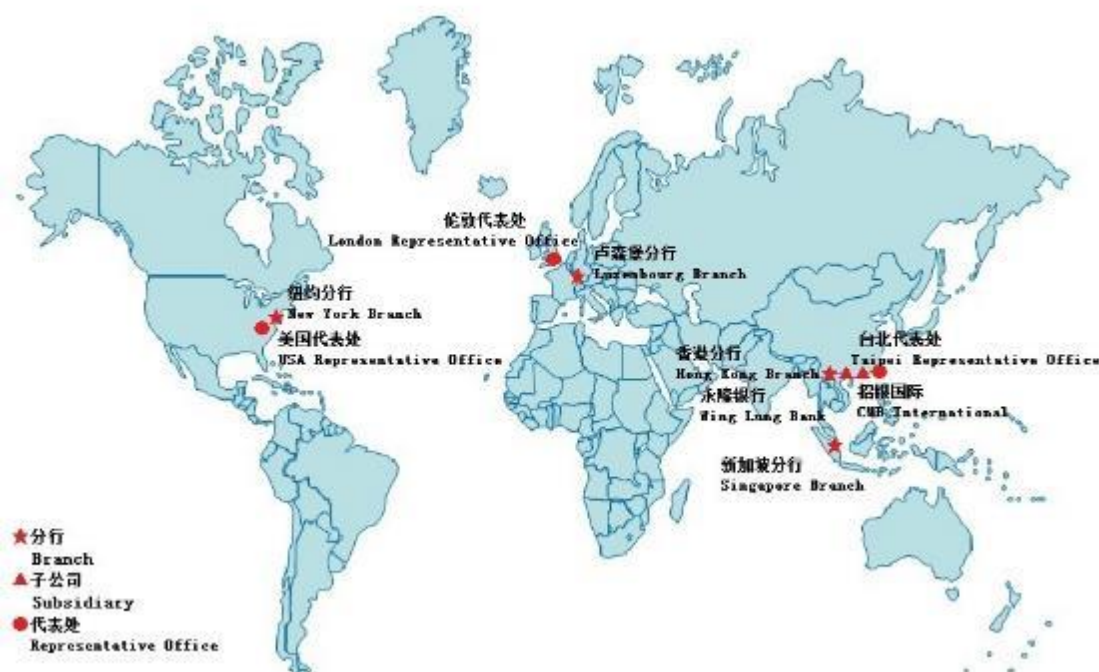 伦敦代表处
London Representative Office
卢森堡分行
Luxembourg Branch
纽约分行
New York Branch
美国代表处
USA Representative Office
香港分行
Hong Kong Branch
台北代表处
Taipei Representative Office
永隆银行
Wing Lung Bank
招银国际
CMB International
新加坡分行
Singapore Branch
分行
Branch
子公司
Subsidiary
代表处
Representative Office